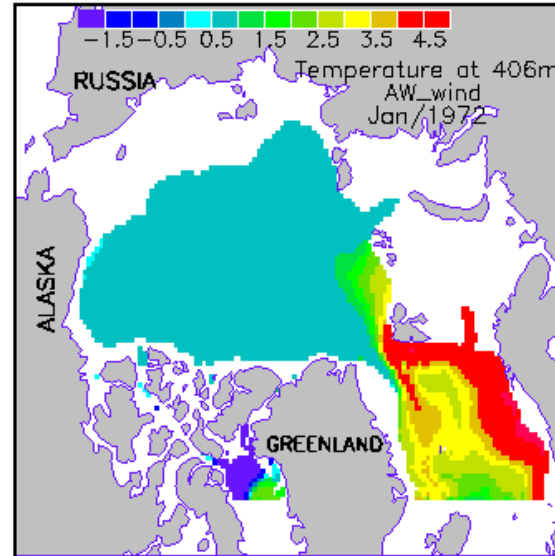 -1.5-0.5 0.5 1.5 2.5 3.5 4.5
RUSSIA
Temperature at 406m
AW_wind
Jan/1972
ALASKA
GREENLAND